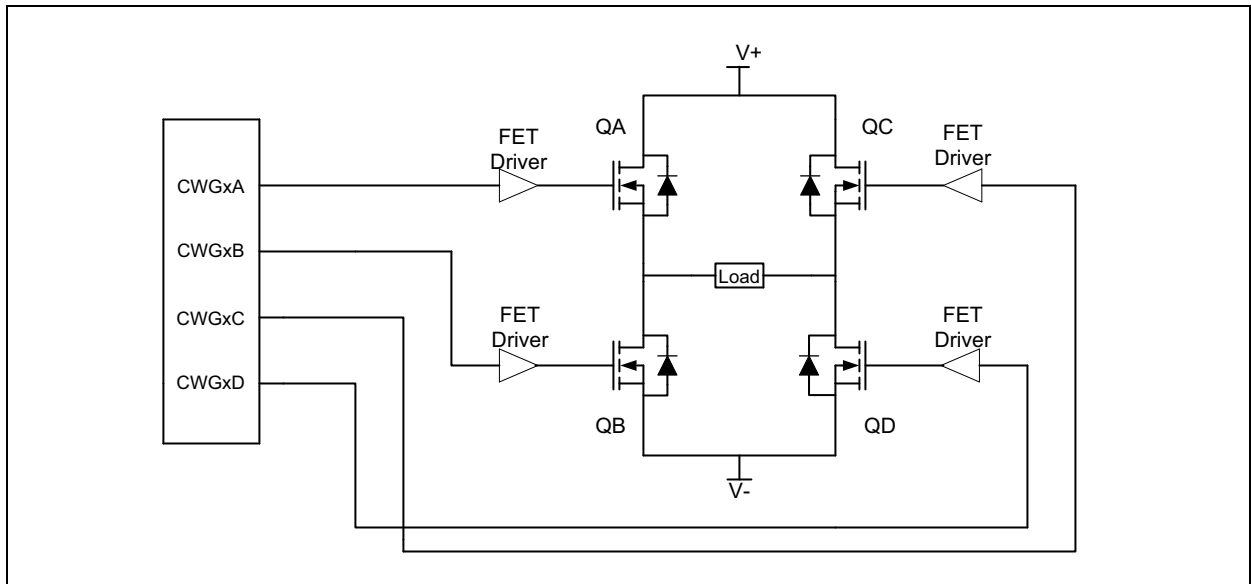 V+
QA
QC
FET
Driver
FET
Driver
CWGxA
CWGxB
CWGxC
CWGxD
Load
FET
Driver
FET
Driver
QB
QD
V-